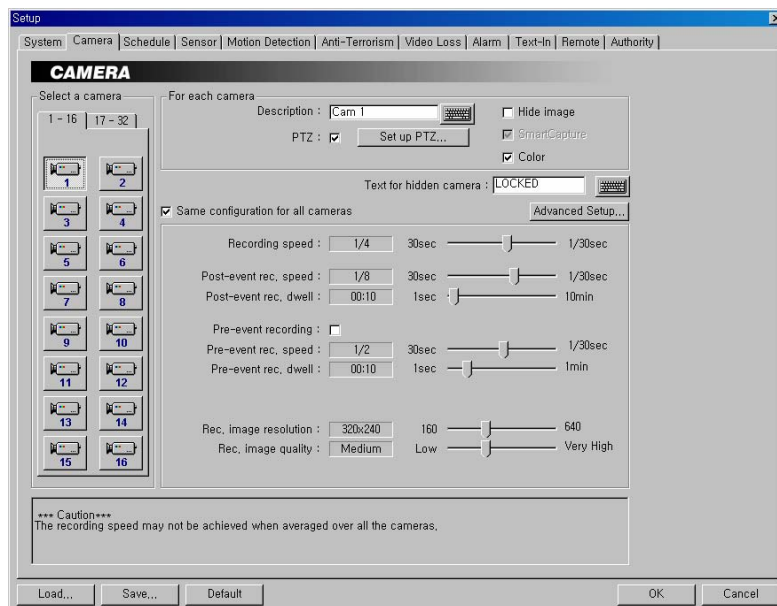 Setup
System Camera Schedule Sensor Motion Detection Anti-Terrorism Video Loss Alarm Text-In Remote Authority
CAMERA
Select a camera
1 - 16 17 - 32
1 2
3 4
5 6
7 8
9 10
11 12
13 14
15 16
For each camera
Description : Cam 1
Hide image
PTZ : Set up PTZ...
SmartCapture
Color
Text for hidden camera : LOCKED
Same configuration for all cameras
Advanced Setup...
Recording speed : 1/4 30sec 1/30sec
Post-event rec. speed : 1/8 30sec 1/30sec
Post-event rec. dwell : 00:10 1sec 10min
Pre-event recording :
Pre-event rec. speed : 1/2 30sec 1/30sec
Pre-event rec. dwell : 00:10 1sec 1min
Rec. image resolution : 320x240 160 640
Rec. image quality : Medium Low Very High
*** Caution***
The recording speed may not be achieved when averaged over all the cameras.
Load... Save... Default OK Cancel